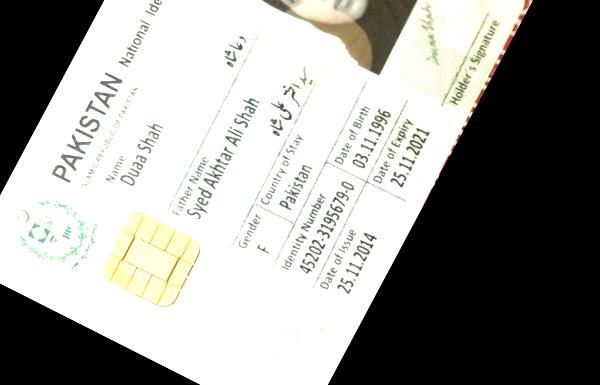 PAKISTAN National Ide
ISLAMIC REPUBLIC OF PAKISTAN
Name
Duaa Shah
دعا شاہ
Father Name
Syed Akhtar Ali Shah
سید اختر علی شاہ
Gender
F
Country of Stay
Pakistan
Identity Number
45202-3195679-0
Date of Birth
03.11.1996
Date of Issue
25.11.2014
Date of Expiry
25.11.2021
Holder's Signature